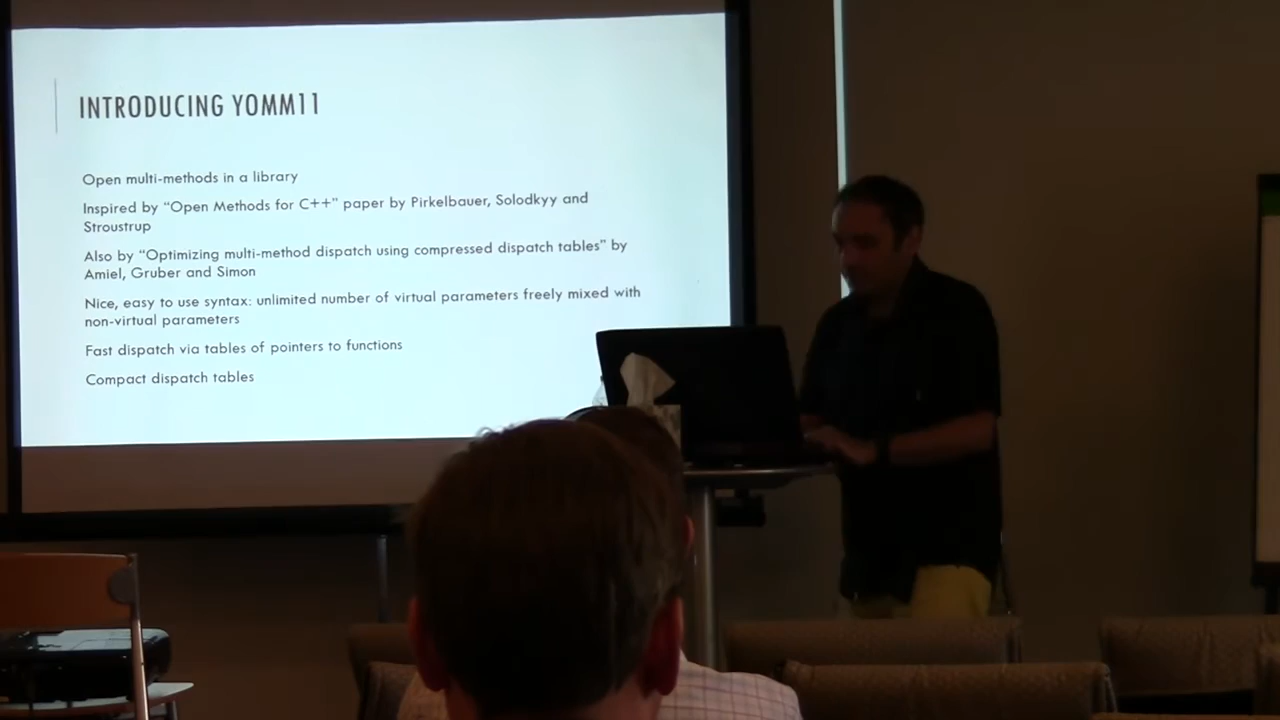 INTRODUCING YOMM11
Open multi-methods in a library
Inspired by “Open Methods for C++” paper by Pirkelbauer, Solodkyy and
Stroustrup
Also by “Optimizing multi-method dispatch using compressed dispatch tables” by
Amiel, Gruber and Simon
Nice, easy to use syntax: unlimited number of virtual parameters freely mixed with
non-virtual parameters
Fast dispatch via tables of pointers to functions
Compact dispatch tables